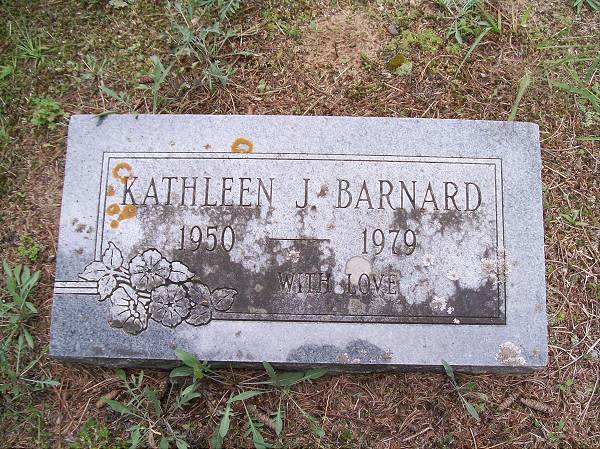 KATHLEEN J. BARNARD
1950 — 1979
WITH LOVE